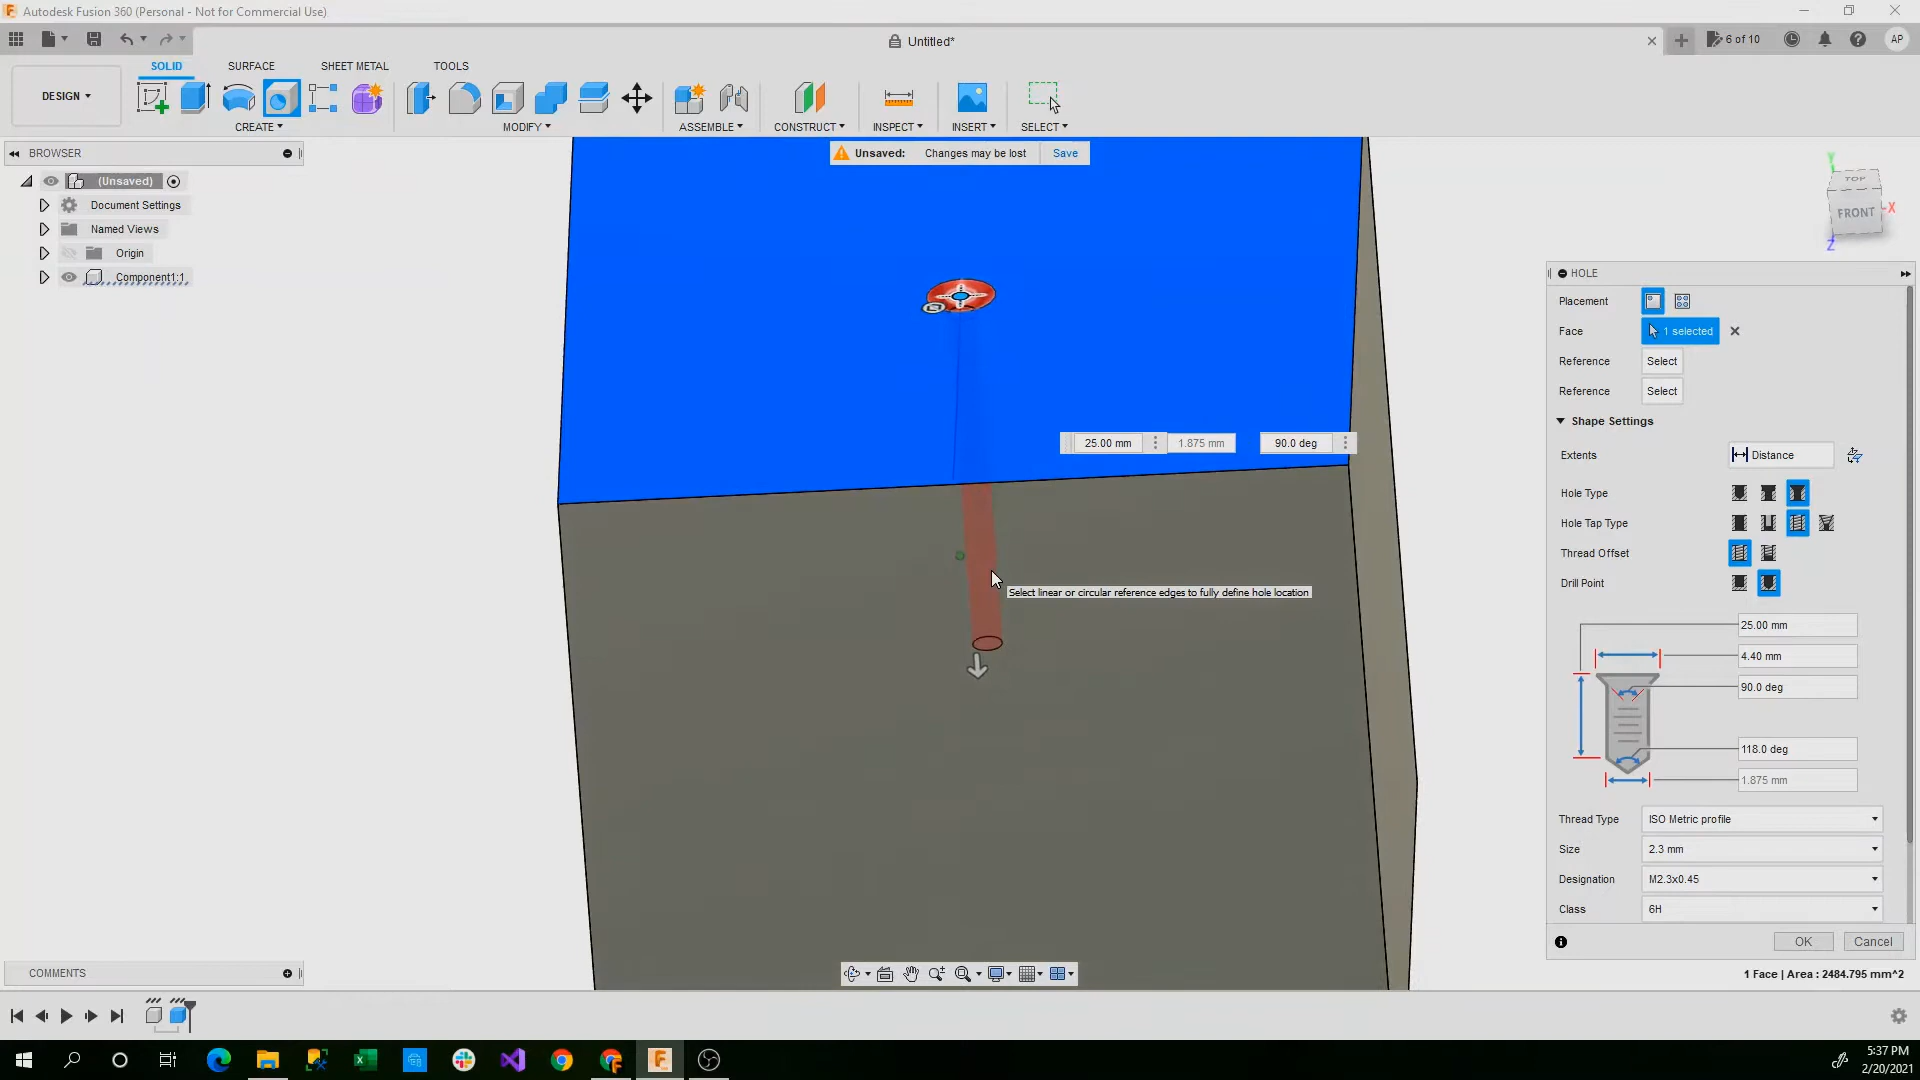 Autodesk Fusion 360 (Personal - Not for Commercial Use)
Untitled*
6 of 10
AP
DESIGN
SOLID
SURFACE
SHEET METAL
TOOLS
CREATE
MODIFY
ASSEMBLE
CONSTRUCT
INSPECT
INSERT
SELECT
BROWSER
Unsaved: Changes may be lost Save
(Unsaved)
Document Settings
Named Views
Origin
Component1:1
Y
TOP
FRONT
X
Z
HOLE
Placement
Face 1 selected
Reference Select
Reference Select
Shape Settings
Extents Distance
Hole Type
Hole Tap Type
Thread Offset
Drill Point
25.00 mm 1.875 mm 90.0 deg
Select linear or circular reference edges to fully define hole location
25.00 mm
4.40 mm
90.0 deg
118.0 deg
1.875 mm
Thread Type ISO Metric profile
Size 2.3 mm
Designation M2.3x0.45
Class 6H
OK Cancel
COMMENTS
1 Face | Area : 2484.795 mm^2
5:37 PM
2/20/2021